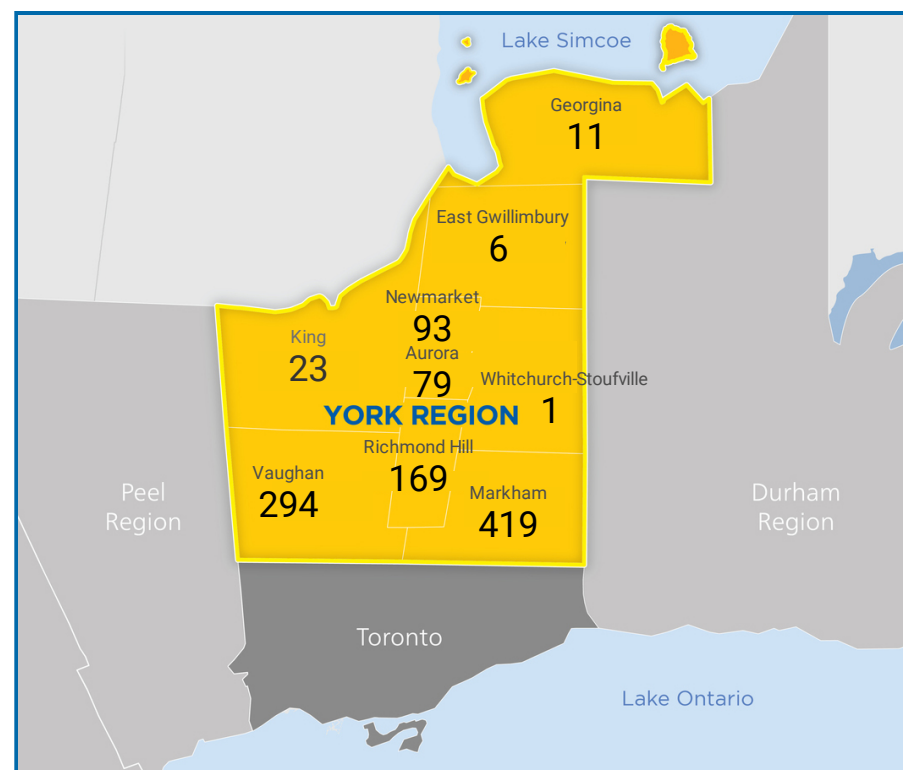 Lake Simcoe
Georgina
11
East Gwillimbury
6
Newmarket
93
King
23
Aurora
79
Whitchurch-Stoufville
1
YORK REGION
Richmond Hill
169
Vaughan
294
Markham
419
Peel
Region
Durham
Region
Toronto
Lake Ontario